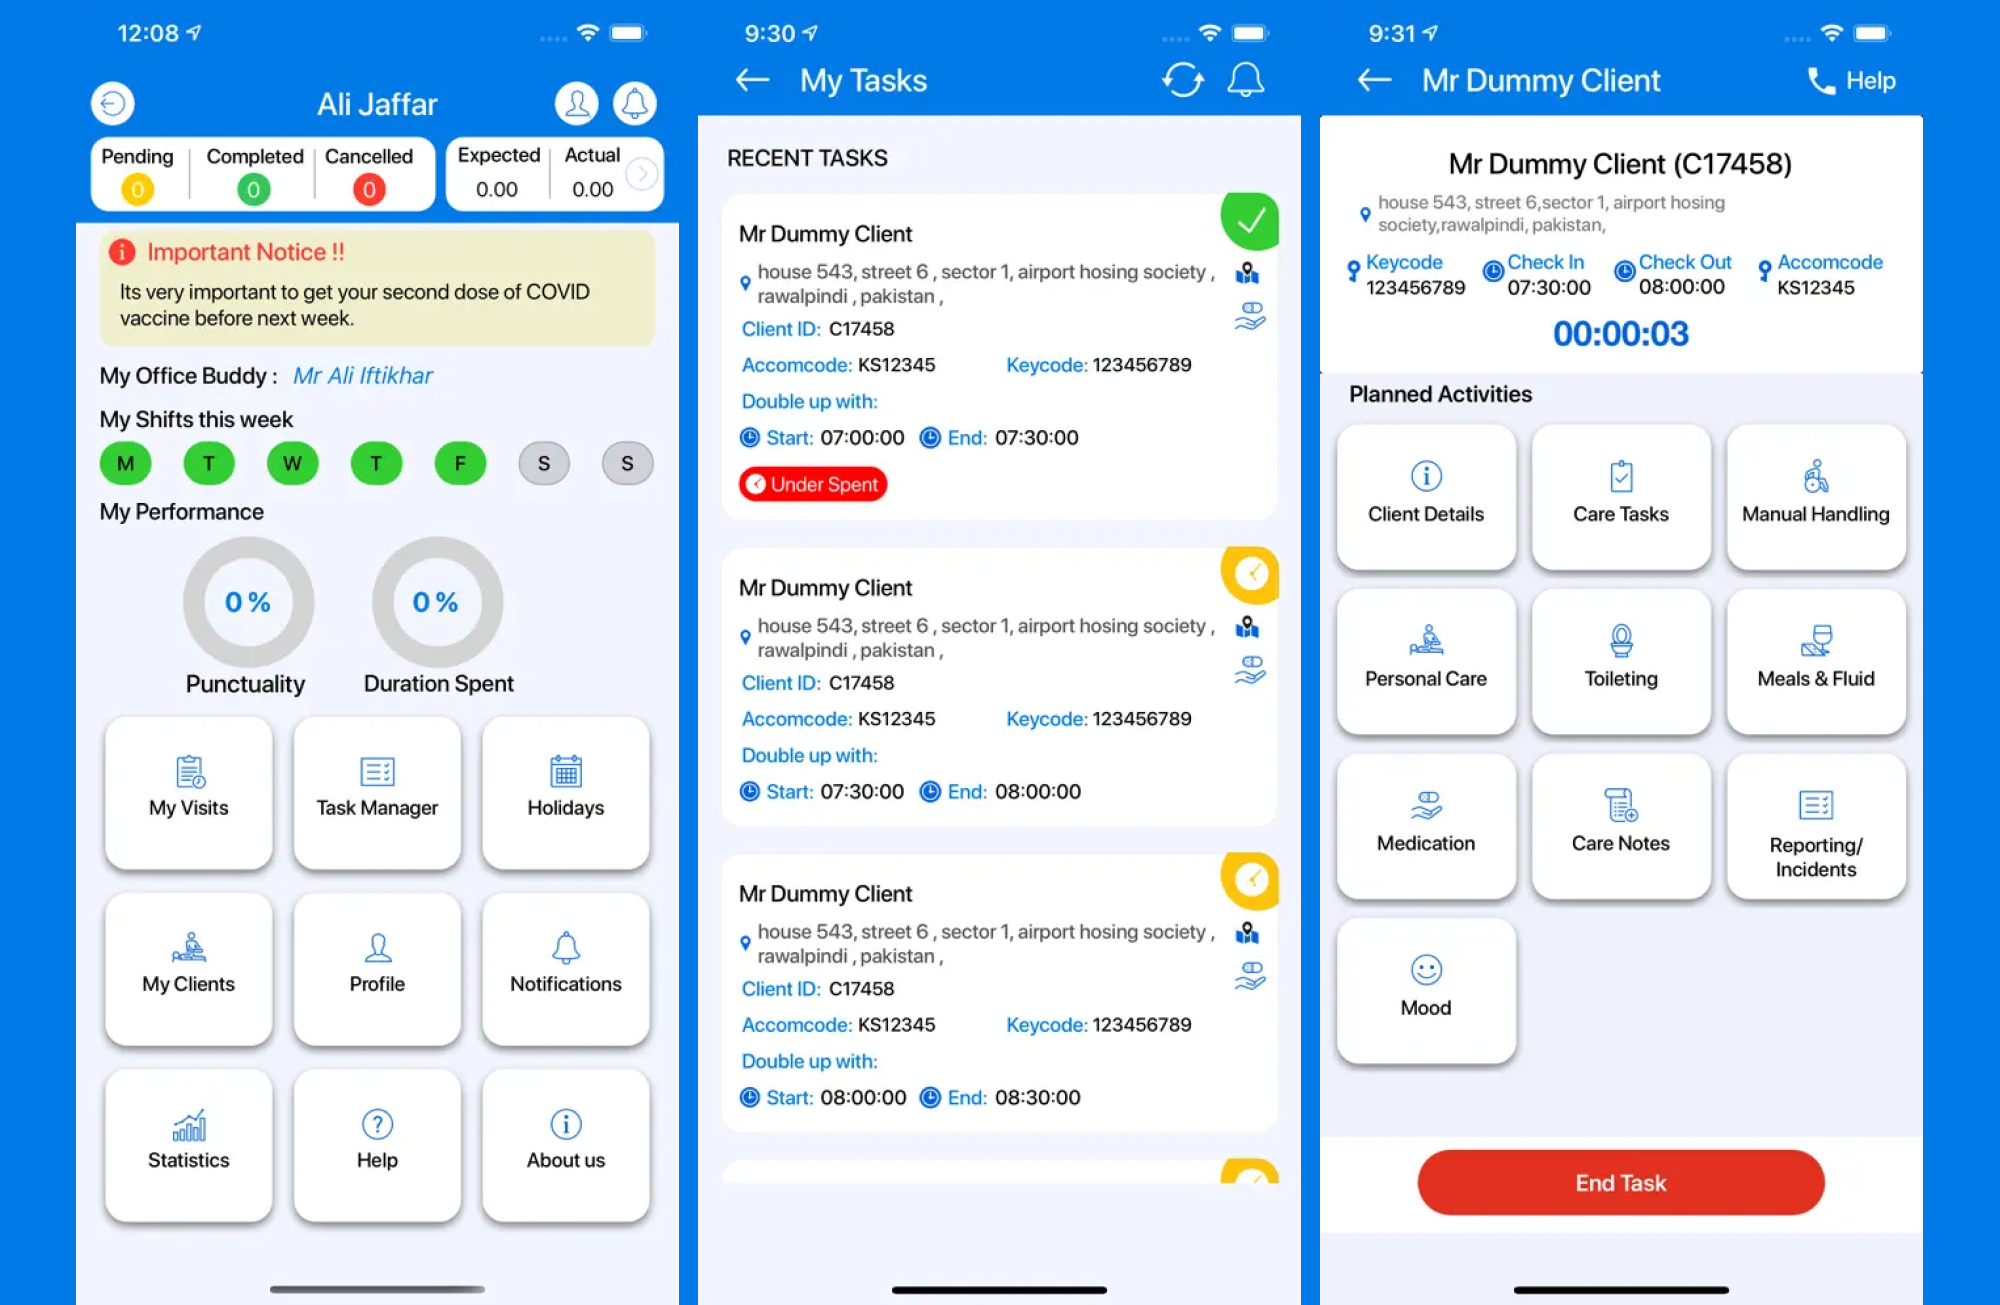 12:08
Ali Jaffar
Pending
Completed
Cancelled
0
0
0
Expected
Actual
0.00
0.00
Important Notice !!
Its very important to get your second dose of COVID
vaccine before next week.
My Office Buddy : Mr Ali Iftikhar
My Shifts this week
M T W T F S S
My Performance
0 %
0 %
Punctuality
Duration Spent
My Visits
Task Manager
Holidays
My Clients
Profile
Notifications
Statistics
Help
About us
9:30
My Tasks
RECENT TASKS
Mr Dummy Client
house 543, street 6 , sector 1, airport hosing society ,
rawalpindi , pakistan ,
Client ID: C17458
Accomcode: KS12345 Keycode: 123456789
Double up with:
Start: 07:00:00 End: 07:30:00
Under Spent
Mr Dummy Client
house 543, street 6 , sector 1, airport hosing society ,
rawalpindi , pakistan ,
Client ID: C17458
Accomcode: KS12345 Keycode: 123456789
Double up with:
Start: 07:30:00 End: 08:00:00
Mr Dummy Client
house 543, street 6 , sector 1, airport hosing society ,
rawalpindi , pakistan ,
Client ID: C17458
Accomcode: KS12345 Keycode: 123456789
Double up with:
Start: 08:00:00 End: 08:30:00
9:31
Mr Dummy Client
Help
Mr Dummy Client (C17458)
house 543, street 6,sector 1, airport hosing
society,rawalpindi, pakistan,
Keycode
123456789
Check In
07:30:00
Check Out
08:00:00
Accomcode
KS12345
00:00:03
Planned Activities
Client Details
Care Tasks
Manual Handling
Personal Care
Toileting
Meals & Fluid
Medication
Care Notes
Reporting/
Incidents
Mood
End Task